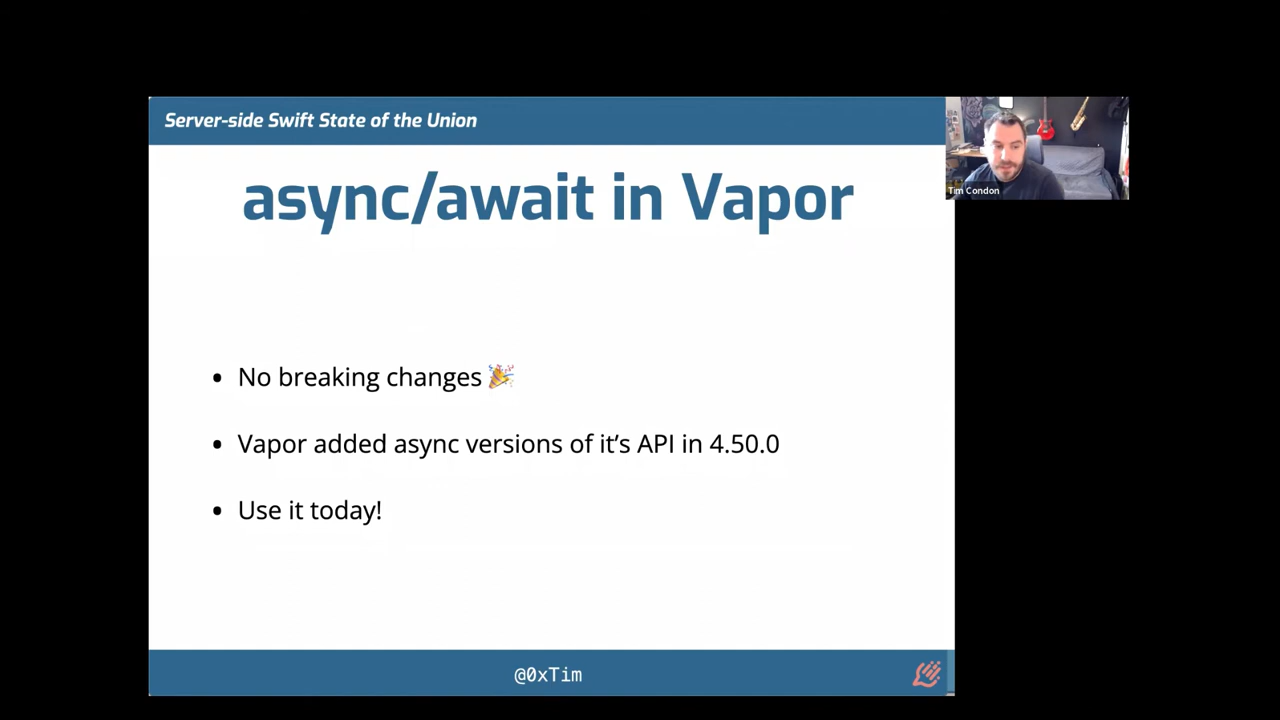 Server-side Swift State of the Union
async/await in Vapor
Tim Condon
• No breaking changes 🎉
• Vapor added async versions of it’s API in 4.50.0
• Use it today!
@0xTim